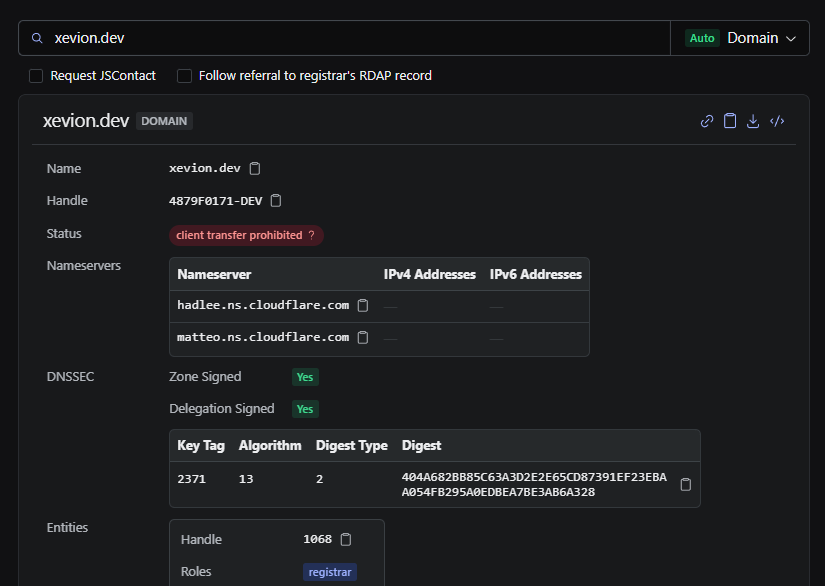 xevion.dev Auto Domain
Request JSContact Follow referral to registrar's RDAP record
xevion.dev DOMAIN </>
Name xevion.dev
Handle 4879F0171-DEV
Status client transfer prohibited ?
Nameservers
Nameserver IPv4 Addresses IPv6 Addresses
hadlee.ns.cloudflare.com — —
matteo.ns.cloudflare.com — —
DNSSEC Zone Signed Yes
Delegation Signed Yes
Key Tag Algorithm Digest Type Digest
2371 13 2 404A682BB85C63A3D2E2E65CD87391EF23EBA
A054FB295A0EDBEA7BE3AB6A328
Entities
Handle 1068
Roles registrar